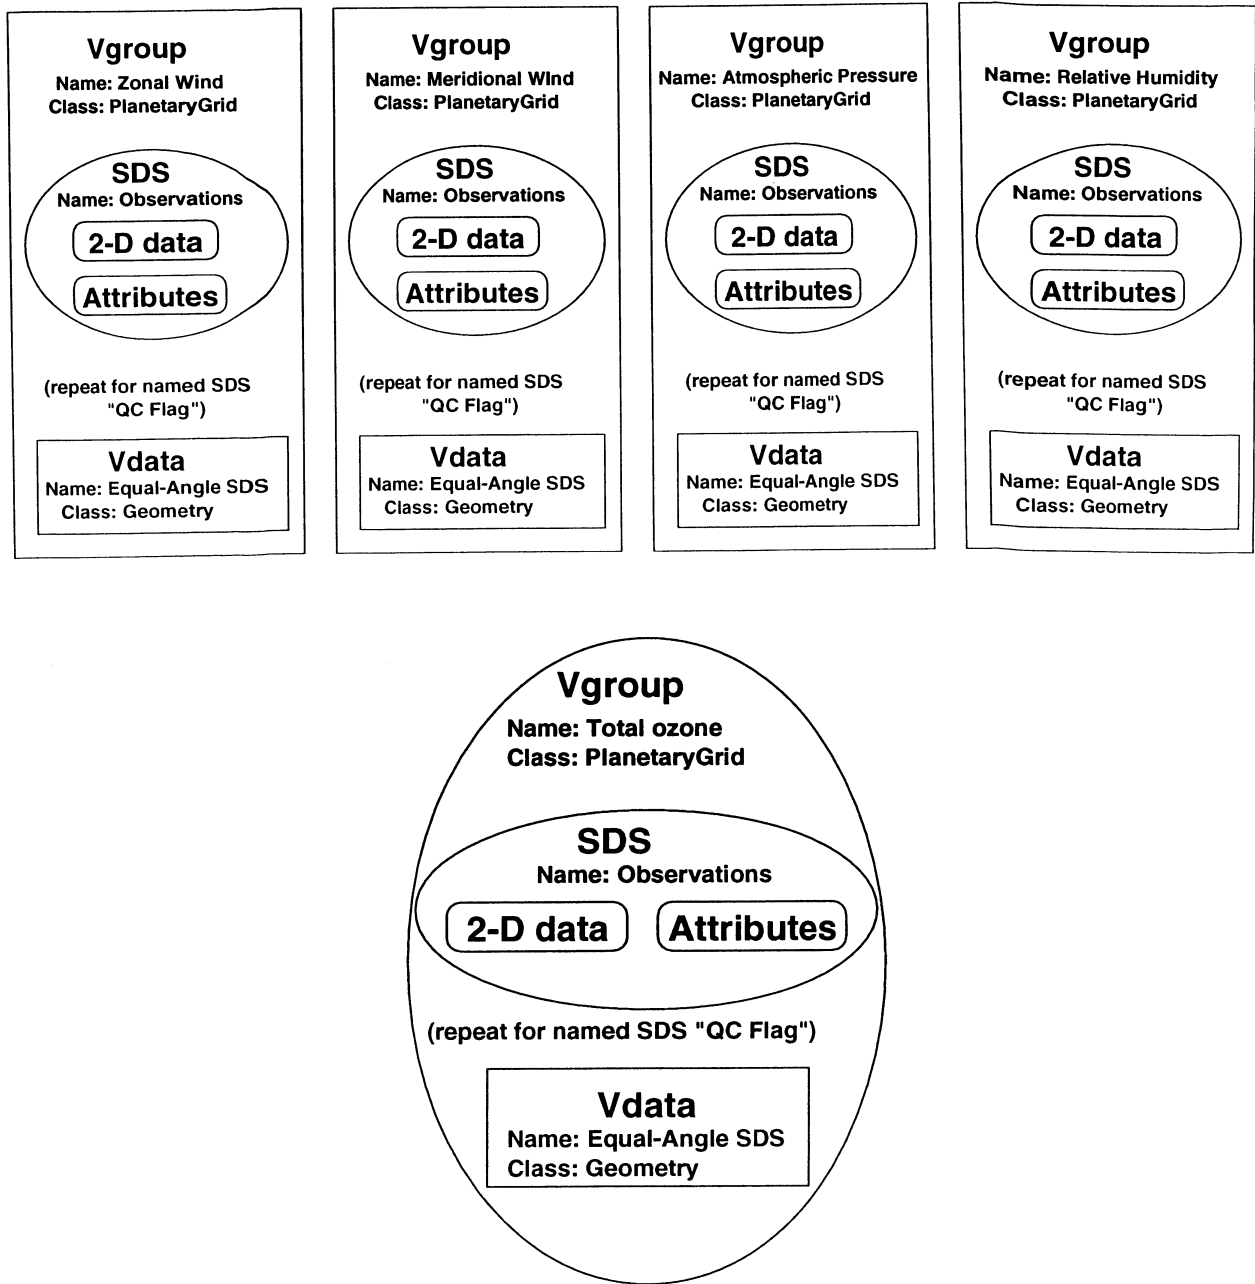 Vgroup
Name: Zonal Wind
Class: PlanetaryGrid
SDS
Name: Observations
2-D data
Attributes
(repeat for named SDS
"QC Flag")
Vdata
Name: Equal-Angle SDS
Class: Geometry
Vgroup
Name: Meridional WInd
Class: PlanetaryGrid
SDS
Name: Observations
2-D data
Attributes
(repeat for named SDS
"QC Flag")
Vdata
Name: Equal-Angle SDS
Class: Geometry
Vgroup
Name: Atmospheric Pressure
Class: PlanetaryGrid
SDS
Name: Observations
2-D data
Attributes
(repeat for named SDS
"QC Flag")
Vdata
Name: Equal-Angle SDS
Class: Geometry
Vgroup
Name: Relative Humidity
Class: PlanetaryGrid
SDS
Name: Observations
2-D data
Attributes
(repeat for named SDS
"QC Flag")
Vdata
Name: Equal-Angle SDS
Class: Geometry
Vgroup
Name: Total ozone
Class: PlanetaryGrid
SDS
Name: Observations
2-D data
Attributes
(repeat for named SDS "QC Flag")
Vdata
Name: Equal-Angle SDS
Class: Geometry